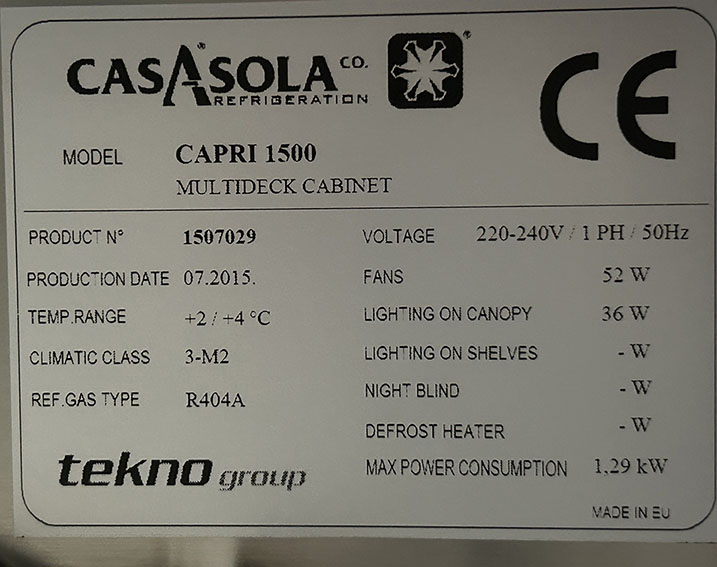 CASASOLA CO.
REFRIGERATION
CE
MODEL CAPRI 1500
MULTIDECK CABINET
PRODUCT N° 1507029
PRODUCTION DATE 07.2015.
TEMP.RANGE +2 / +4 °C
CLIMATIC CLASS 3-M2
REF.GAS TYPE R404A
tekno group
VOLTAGE 220-240V / 1 PH / 50Hz
FANS 52 W
LIGHTING ON CANOPY 36 W
LIGHTING ON SHELVES - W
NIGHT BLIND - W
DEFROST HEATER - W
MAX POWER CONSUMPTION 1,29 kW
MADE IN EU